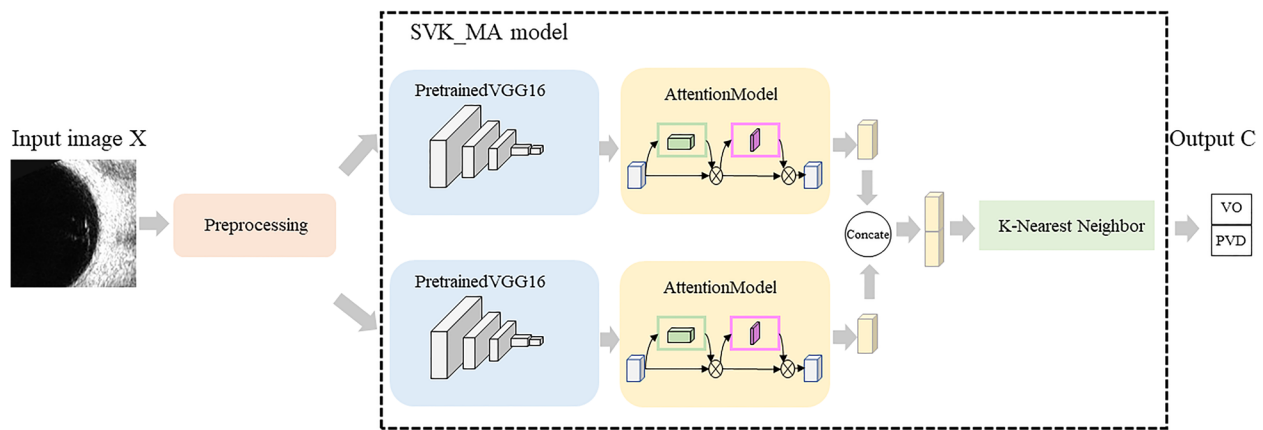 SVK_MA model
Input image X
Preprocessing
PretrainedVGG16
AttentionModel
PretrainedVGG16
AttentionModel
Concate
K-Nearest Neighbor
Output C
VO
PVD